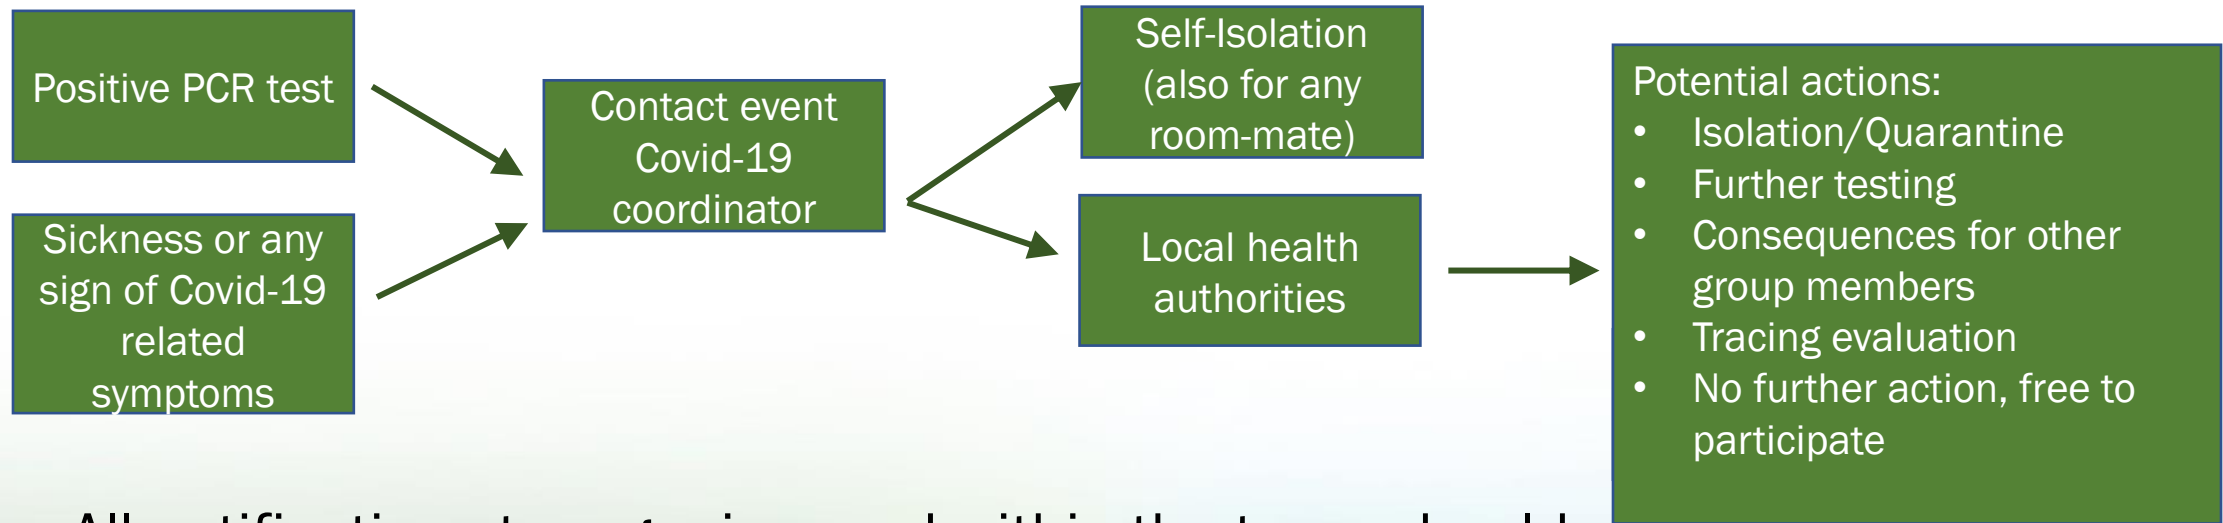 Positive PCR test
Sickness or any
sign of Covid-19
related
symptoms
Contact event
Covid-19
coordinator
Self-Isolation
(also for any
room-mate)
Local health
authorities
Potential actions:
• Isolation/Quarantine
• Further testing
• Consequences for other
group members
• Tracing evaluation
• No further action, free to
participate